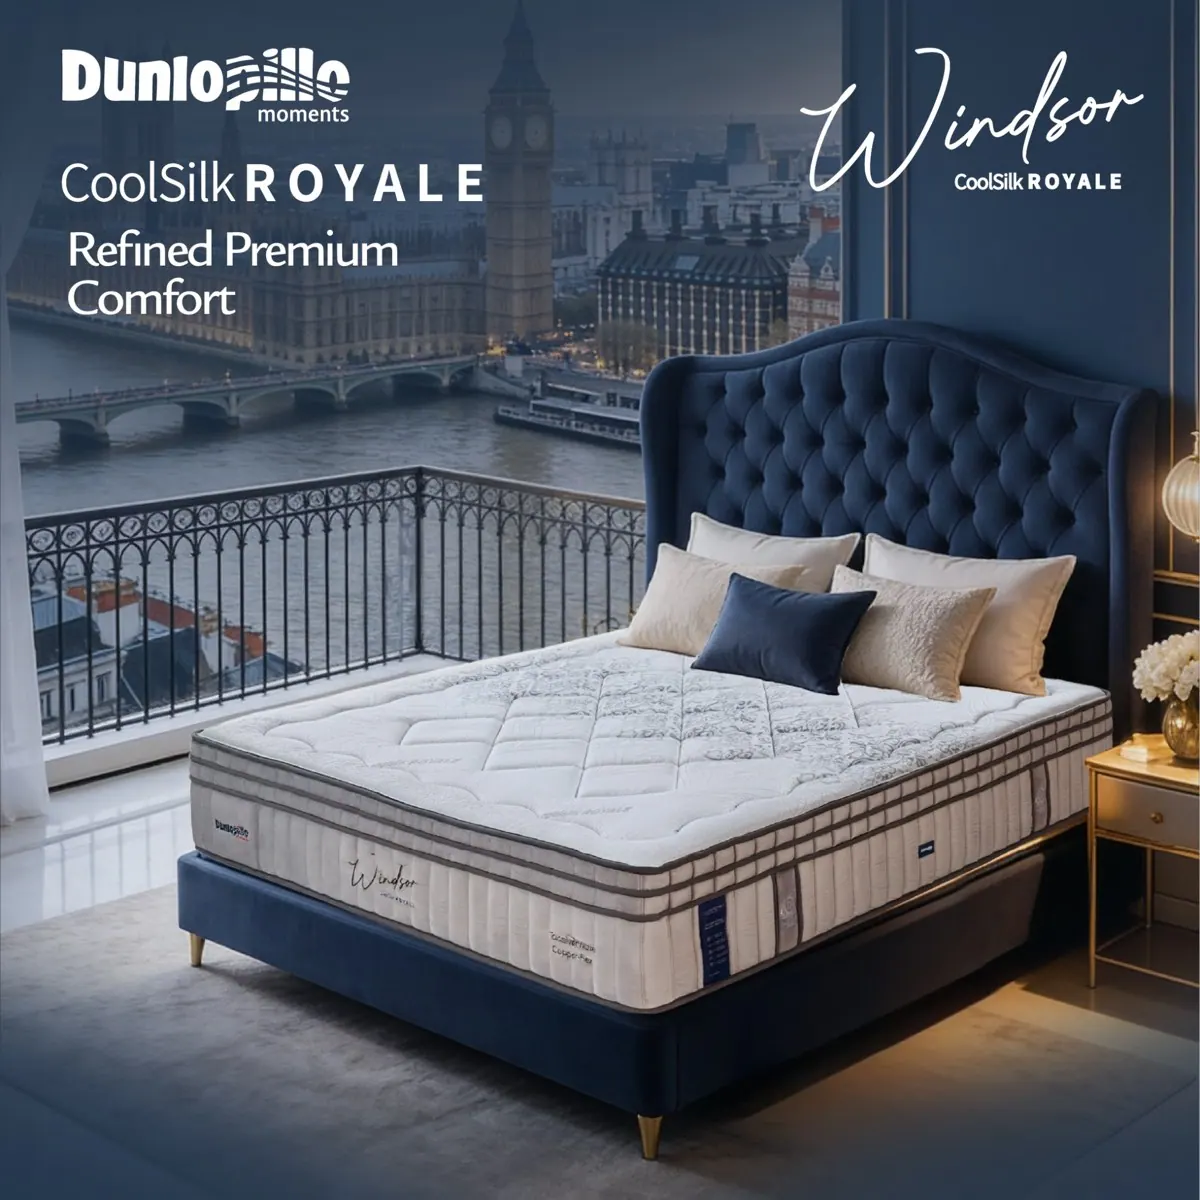 Dunlopillo
moments
CoolSilk ROYALE
Refined Premium
Comfort
Windsor
CoolSilk ROYALE
Dunlopillo
Windsor